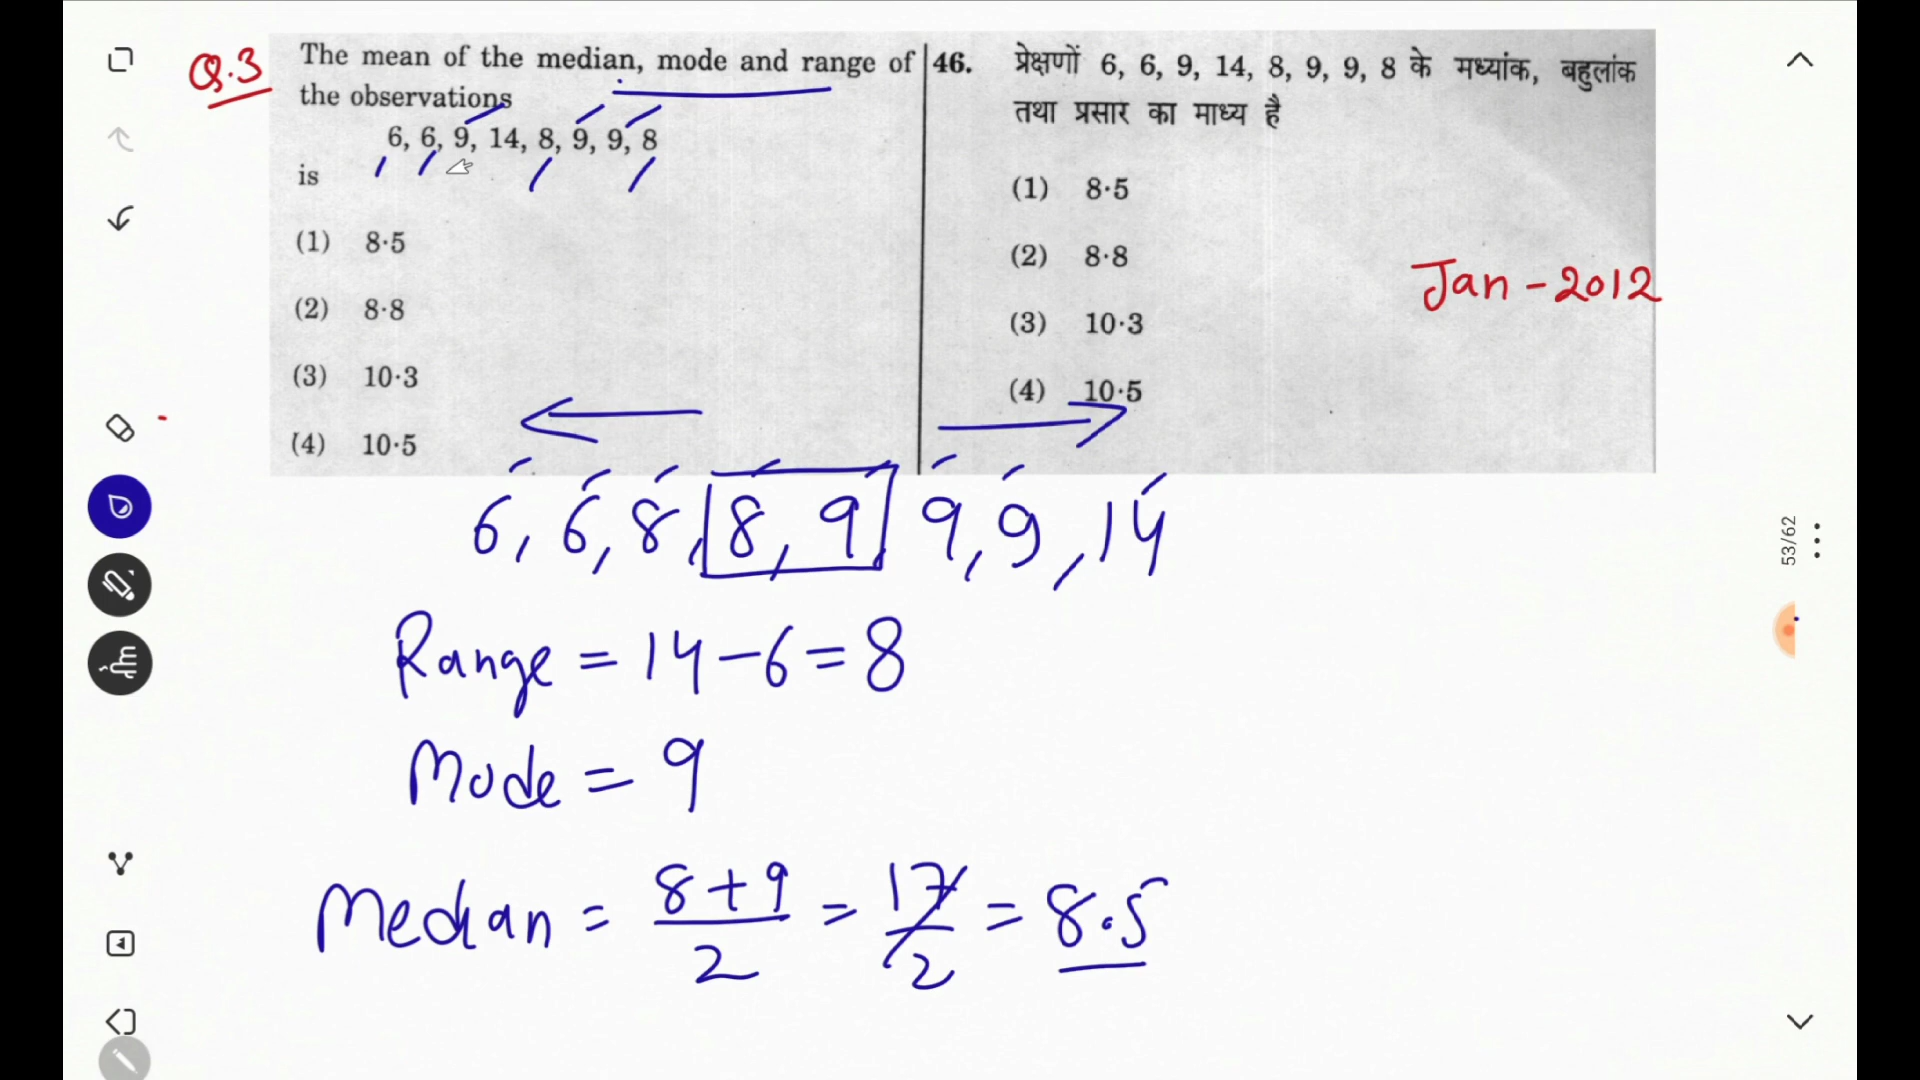 Q.3
The mean of the median, mode and range of
the observations
6, 6, 9, 14, 8, 9, 9, 8
is
(1) 8·5
(2) 8·8
(3) 10·3
(4) 10·5
46. प्रेक्षणों 6, 6, 9, 14, 8, 9, 9, 8 के मध्यांक, बहुलांक
तथा प्रसार का माध्य है
(1) 8·5
(2) 8·8
(3) 10·3
(4) 10·5
Jan-2012
6, 6, 8, 8, 9, 9, 9, 14
Range = 14-6=8
Mode = 9
Median = 8+9/2 = 17/2 = 8.5
53/62